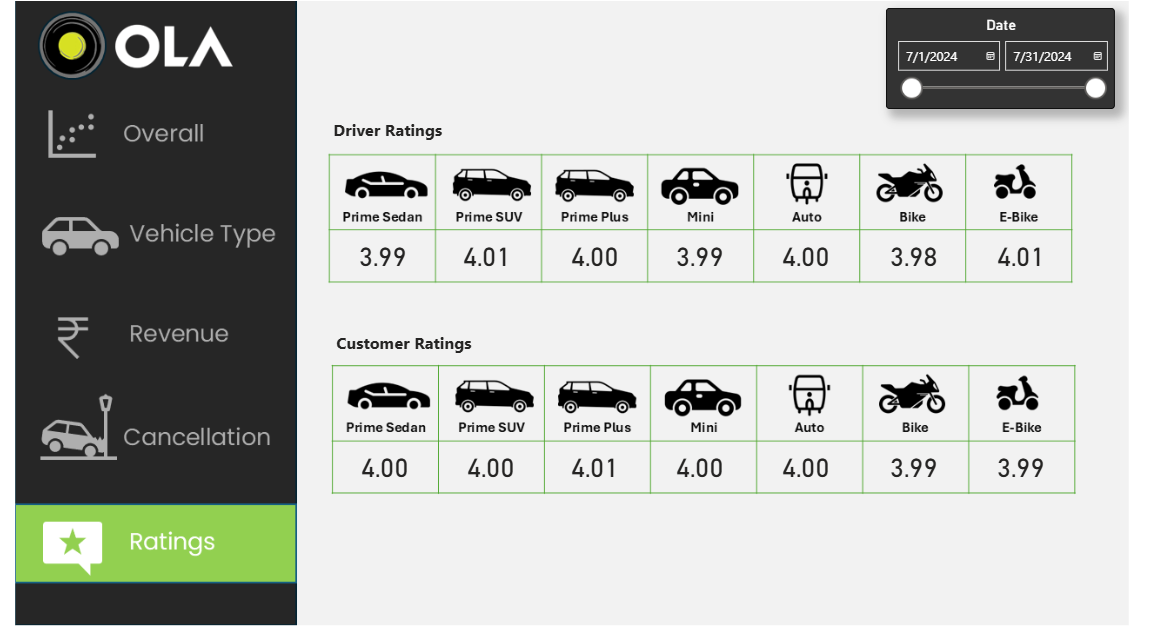 OLA
Overall
Vehicle Type
₹ Revenue
Cancellation
Ratings
Date
7/1/2024 7/31/2024
Driver Ratings
Prime Sedan Prime SUV Prime Plus Mini Auto Bike E-Bike
3.99 4.01 4.00 3.99 4.00 3.98 4.01
Customer Ratings
Prime Sedan Prime SUV Prime Plus Mini Auto Bike E-Bike
4.00 4.00 4.01 4.00 4.00 3.99 3.99